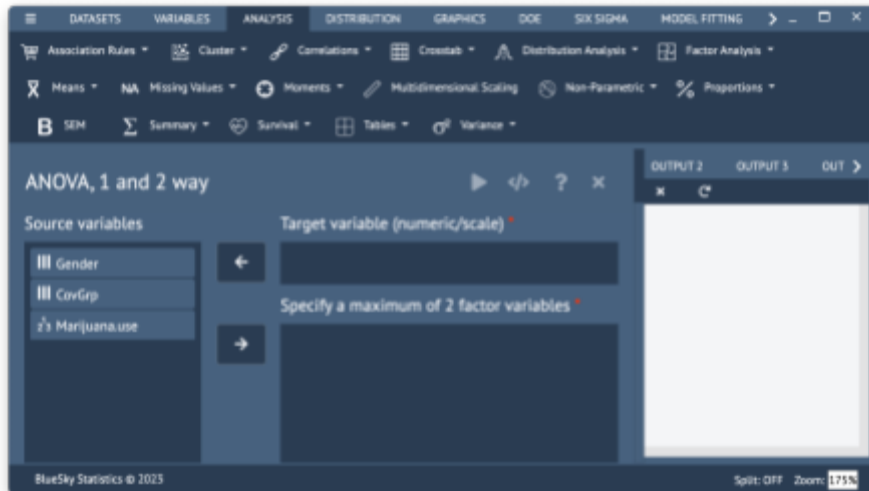 DATASETS VARIABLES ANALYSIS DISTRIBUTION GRAPHICS DOE SIX SIGMA MODEL FITTING
Association Rules Cluster Correlations Crosstab Distribution Analysis Factor Analysis
Means NA Missing Values Moments Multidimensional Scaling Non-Parametric Proportions
B SEM Σ Summary Survival Tables σ² Variance
ANOVA, 1 and 2 way
OUTPUT 2 OUTPUT 3 OUT
Source variables
Target variable (numeric/scale) *
Gender
CovGrp
Marijuana.use
Specify a maximum of 2 factor variables *
BlueSky Statistics © 2023
Split: OFF Zoom: 175%